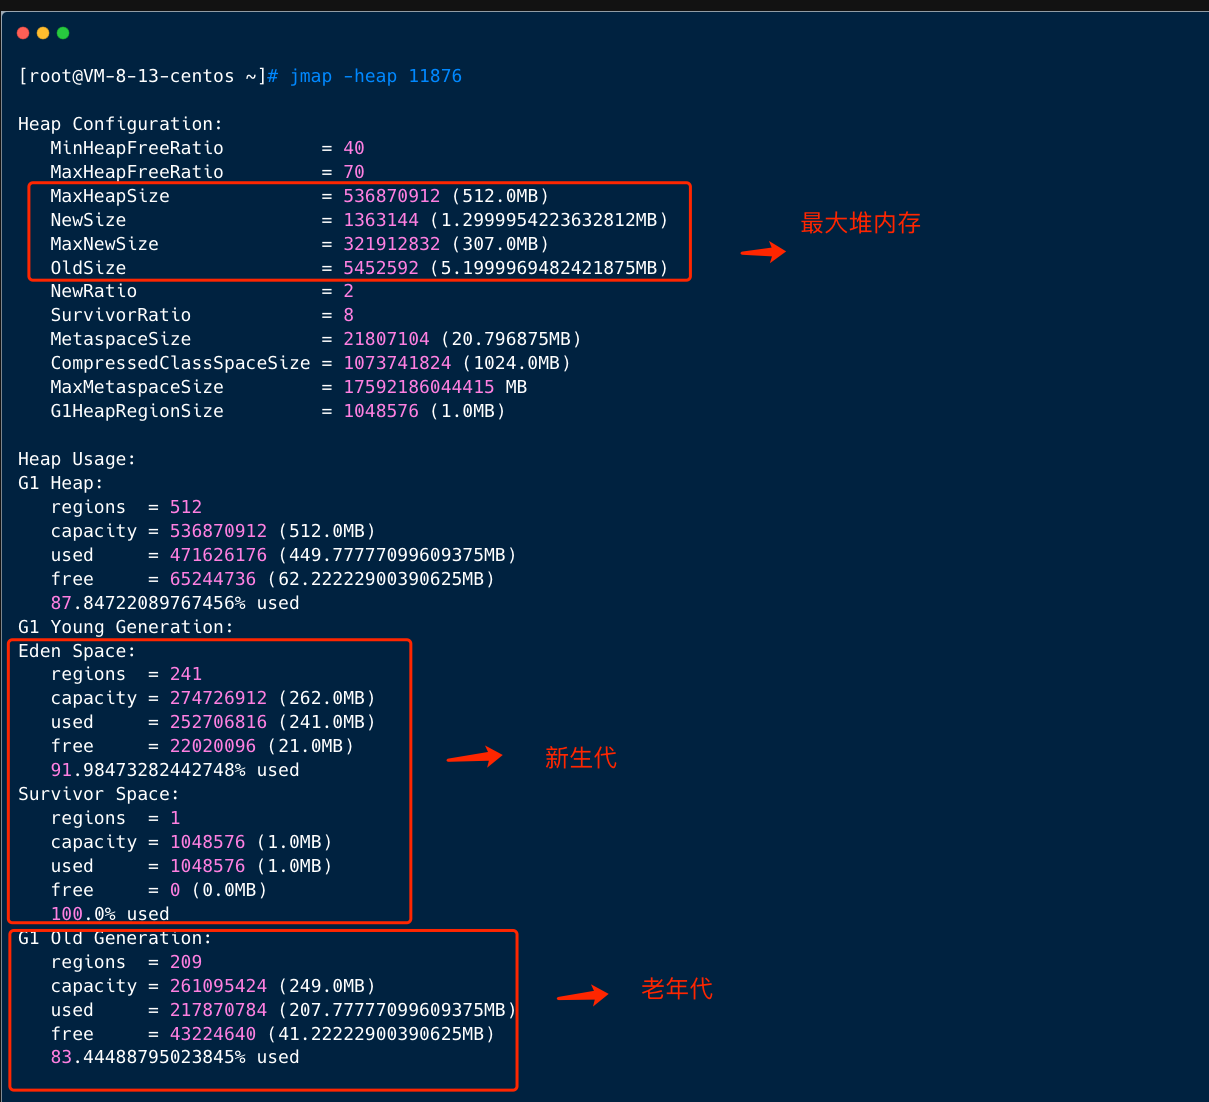 [root@VM-8-13-centos ~]# jmap -heap 11876
Heap Configuration:
MinHeapFreeRatio = 40
MaxHeapFreeRatio = 70
MaxHeapSize = 536870912 (512.0MB)
NewSize = 1363144 (1.2999954223632812MB)
MaxNewSize = 321912832 (307.0MB)
OldSize = 5452592 (5.1999969482421875MB)
最大堆内存
NewRatio = 2
SurvivorRatio = 8
MetaspaceSize = 21807104 (20.796875MB)
CompressedClassSpaceSize = 1073741824 (1024.0MB)
MaxMetaspaceSize = 17592186044415 MB
G1HeapRegionSize = 1048576 (1.0MB)
Heap Usage:
G1 Heap:
regions = 512
capacity = 536870912 (512.0MB)
used = 471626176 (449.77777099609375MB)
free = 65244736 (62.22222900390625MB)
87.84722089767456% used
G1 Young Generation:
Eden Space:
regions = 241
capacity = 274726912 (262.0MB)
used = 252706816 (241.0MB)
free = 22020096 (21.0MB)
91.98473282442748% used
Survivor Space:
regions = 1
capacity = 1048576 (1.0MB)
used = 1048576 (1.0MB)
free = 0 (0.0MB)
100.0% used
新生代
G1 Old Generation:
regions = 209
capacity = 261095424 (249.0MB)
used = 217870784 (207.77777099609375MB)
free = 43224640 (41.22222900390625MB)
83.44488795023845% used
老年代